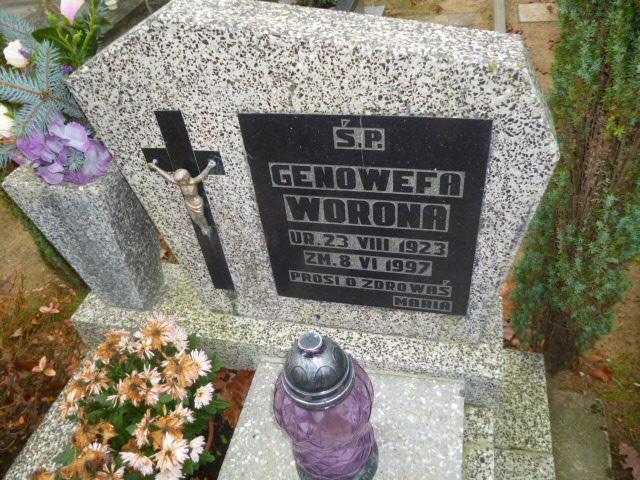 Ś.P.
GENOWEFA
WORONA
UR. 23 VIII 1923
ZM. 8 VI 1997
PROSI O ZDROWAŚ
MARIA